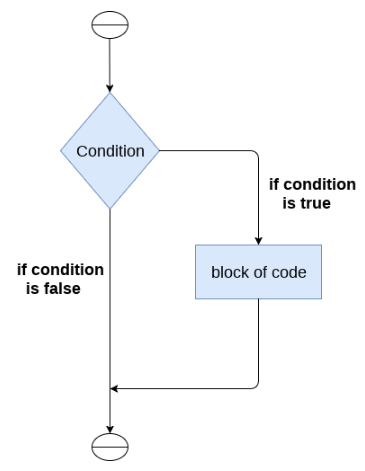 Condition
if condition
is true
block of code
if condition
is false